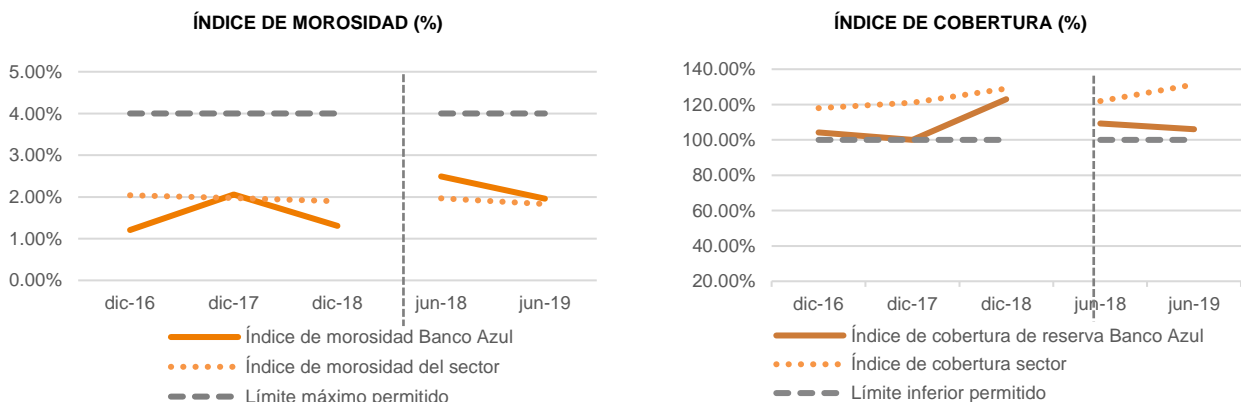 ÍNDICE DE MOROSIDAD (%)
5.00%
4.00%
3.00%
2.00%
1.00%
0.00%
dic-16 dic-17 dic-18 jun-18 jun-19
Índice de morosidad Banco Azul
Índice de morosidad del sector
Límite máximo permitido
ÍNDICE DE COBERTURA (%)
140.00%
120.00%
100.00%
80.00%
60.00%
40.00%
20.00%
dic-16 dic-17 dic-18 jun-18 jun-19
Índice de cobertura de reserva Banco Azul
Índice de cobertura sector
Límite inferior permitido